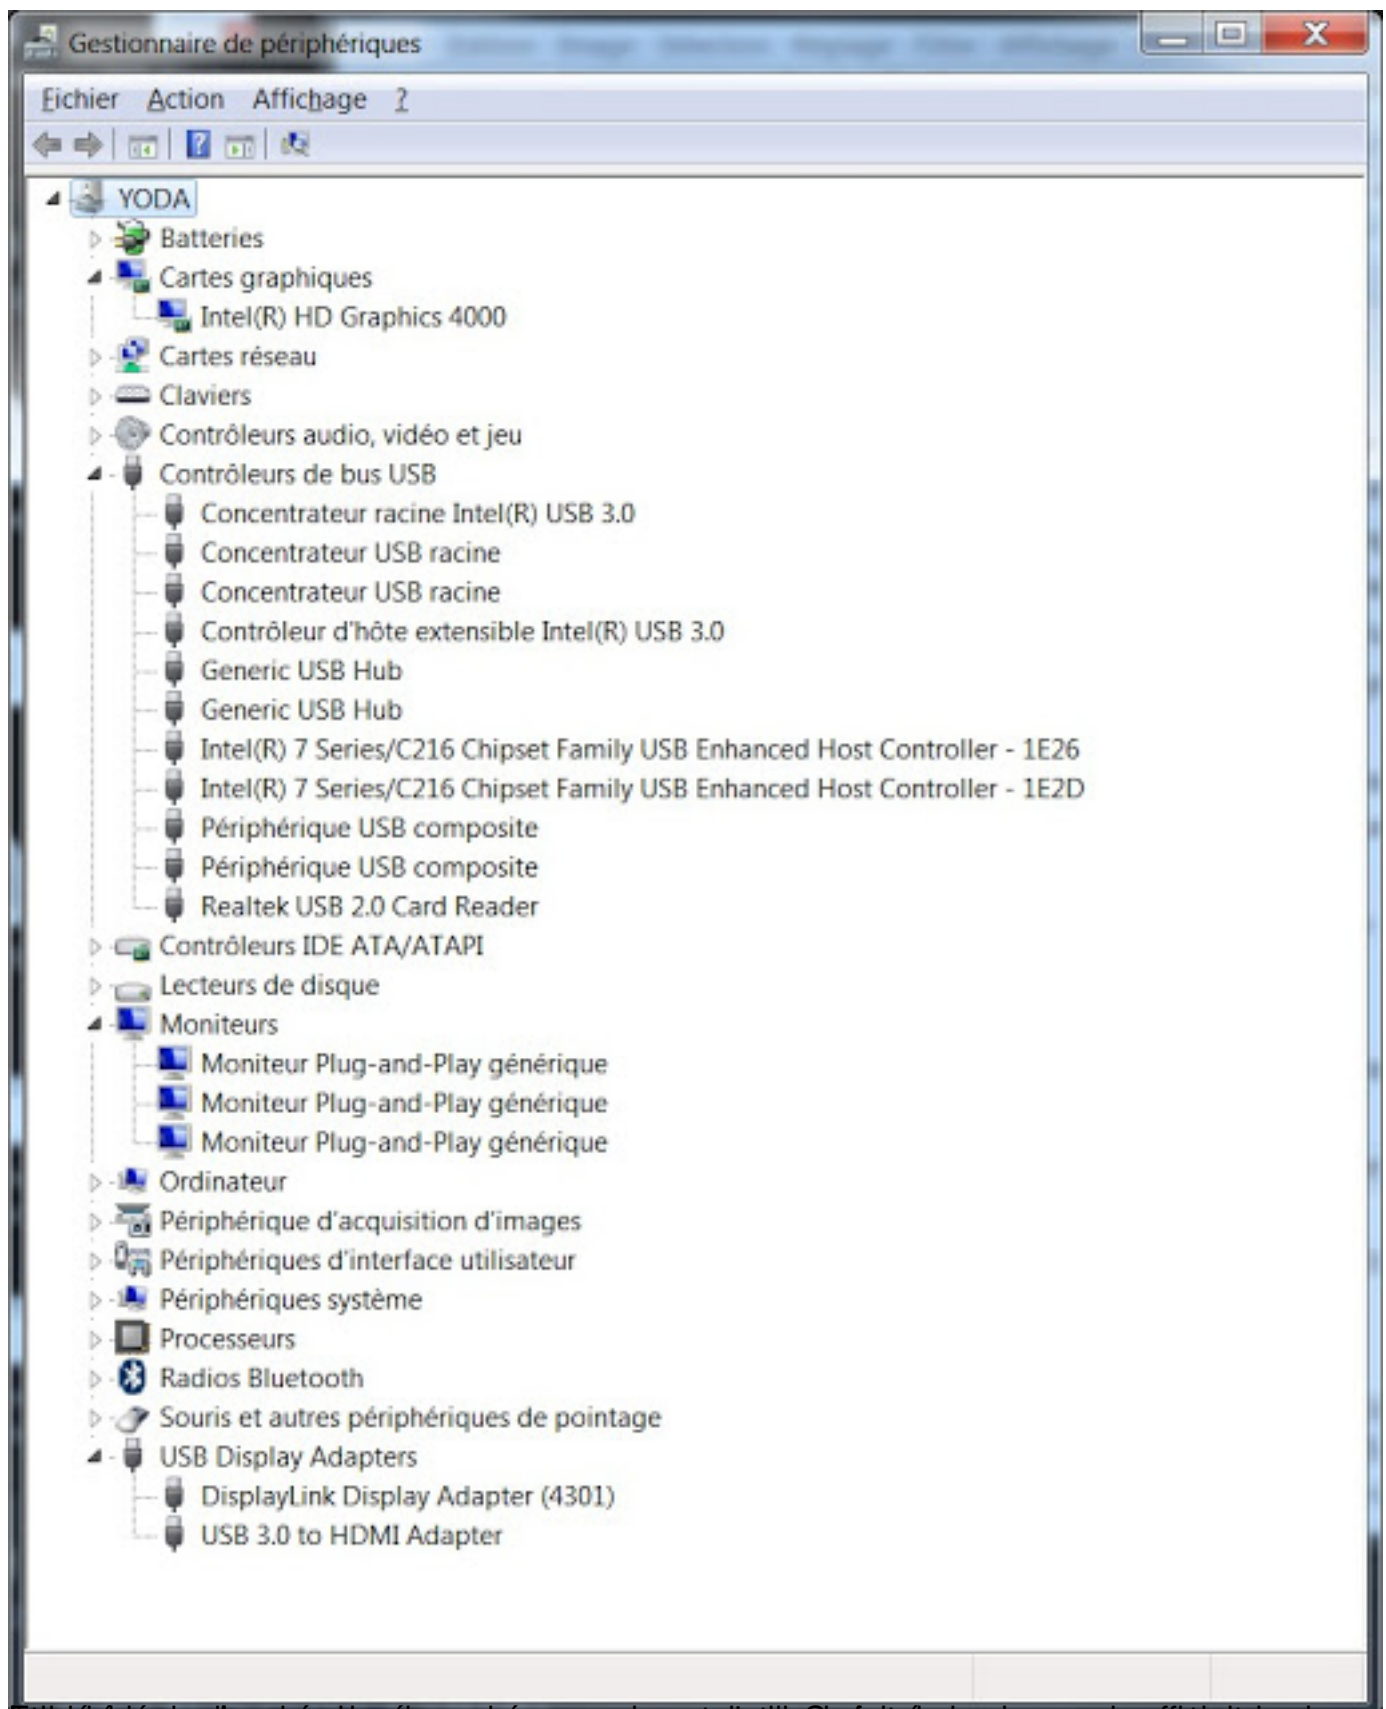 Gestionnaire de périphériques
Fichier Action Affichage ?
YODA
Batteries
Cartes graphiques
Intel(R) HD Graphics 4000
Cartes réseau
Claviers
Contrôleurs audio, vidéo et jeu
Contrôleurs de bus USB
Concentrateur racine Intel(R) USB 3.0
Concentrateur USB racine
Concentrateur USB racine
Contrôleur d'hôte extensible Intel(R) USB 3.0
Generic USB Hub
Generic USB Hub
Intel(R) 7 Series/C216 Chipset Family USB Enhanced Host Controller - 1E26
Intel(R) 7 Series/C216 Chipset Family USB Enhanced Host Controller - 1E2D
Périphérique USB composite
Périphérique USB composite
Realtek USB 2.0 Card Reader
Contrôleurs IDE ATA/ATAPI
Lecteurs de disque
Moniteurs
Moniteur Plug-and-Play générique
Moniteur Plug-and-Play générique
Moniteur Plug-and-Play générique
Ordinateur
Périphérique d'acquisition d'images
Périphériques d'interface utilisateur
Périphériques système
Processeurs
Radios Bluetooth
Souris et autres périphériques de pointage
USB Display Adapters
DisplayLink Display Adapter (4301)
USB 3.0 to HDMI Adapter